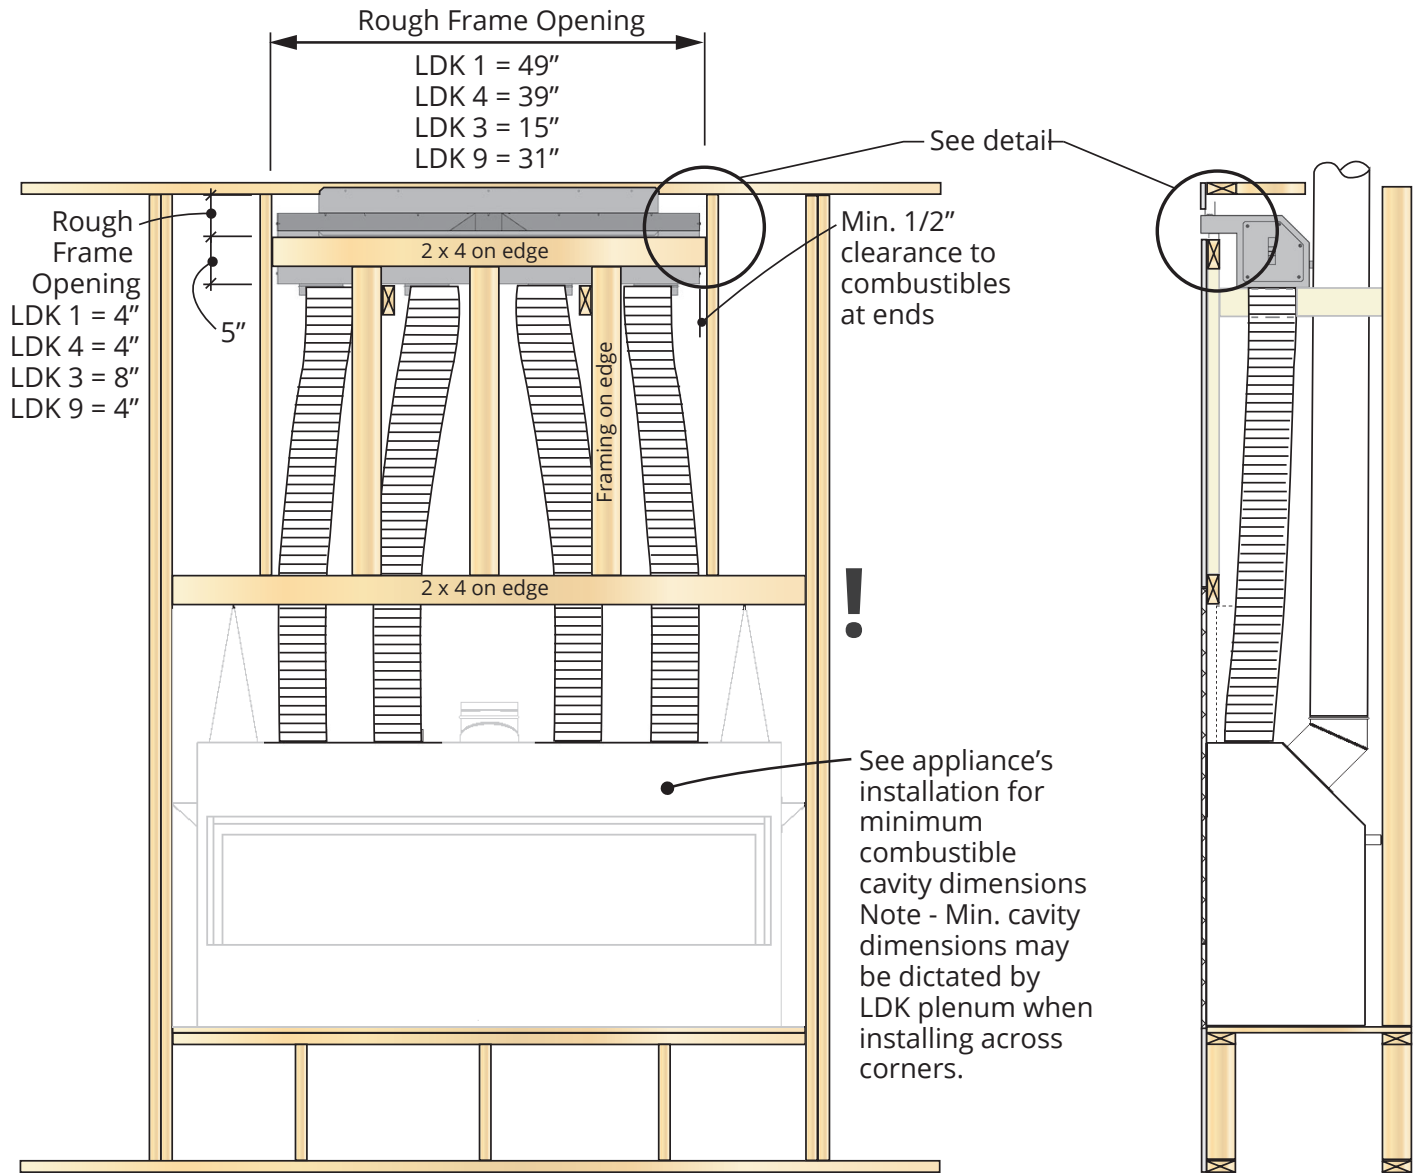 Rough Frame Opening
LDK 1 = 49”
LDK 4 = 39”
LDK 3 = 15”
LDK 9 = 31”
See detail
Rough
Frame
Opening
LDK 1 = 4”
LDK 4 = 4”
LDK 3 = 8”
LDK 9 = 4”
5”
2 x 4 on edge
Min. 1/2”
clearance to
combustibles
at ends
Framing on edge
2 x 4 on edge
!
See appliance’s
installation for
minimum
combustible
cavity dimensions
Note - Min. cavity
dimensions may
be dictated by
LDK plenum when
installing across
corners.